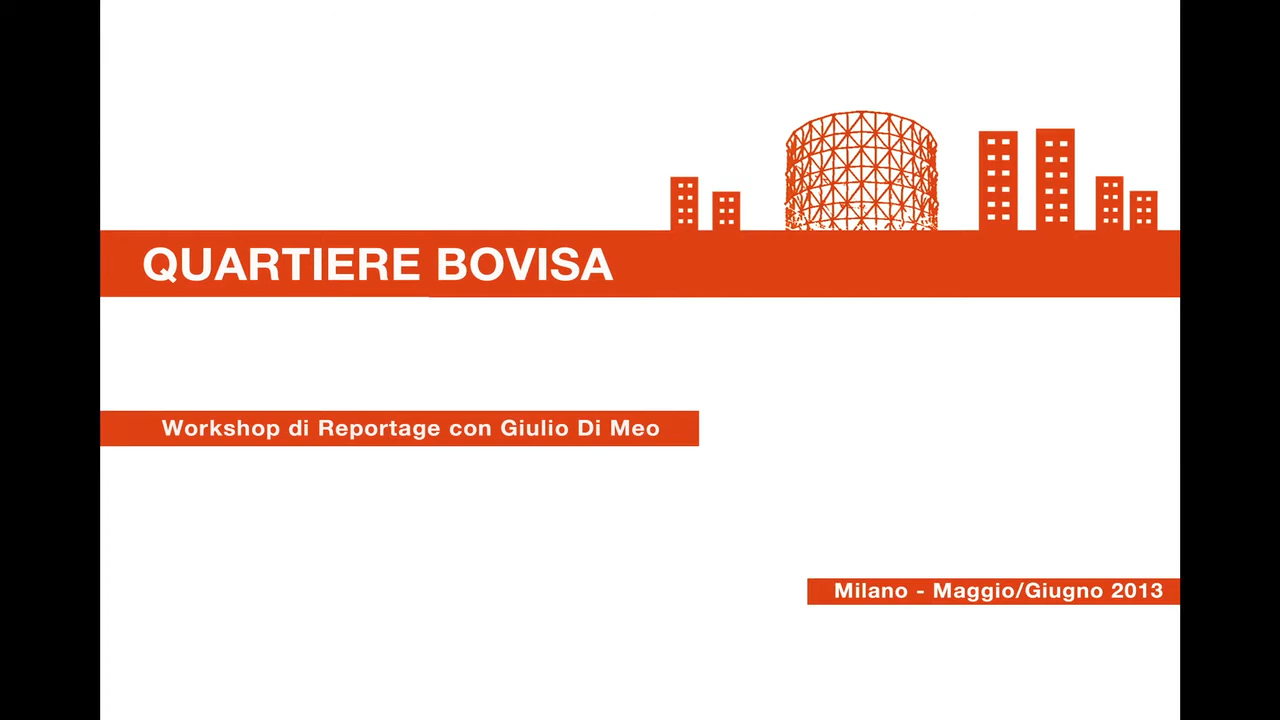 QUARTIERE BOVISA
Workshop di Reportage con Giulio Di Meo
Milano - Maggio/Giugno 2013